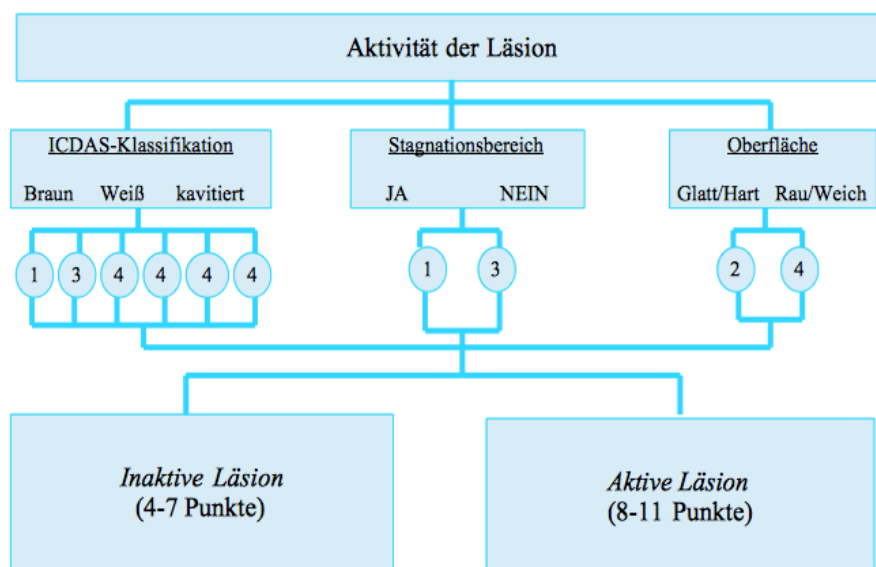 Aktivität der Läsion
ICDAS-Klassifikation
Braun Weiß kavitiert
Stagnationsbereich
JA NEIN
Oberfläche
Glatt/Hart Rau/Weich
1 3 4 4 4 4
1 3
2 4
Inaktive Läsion
(4-7 Punkte)
Aktive Läsion
(8-11 Punkte)